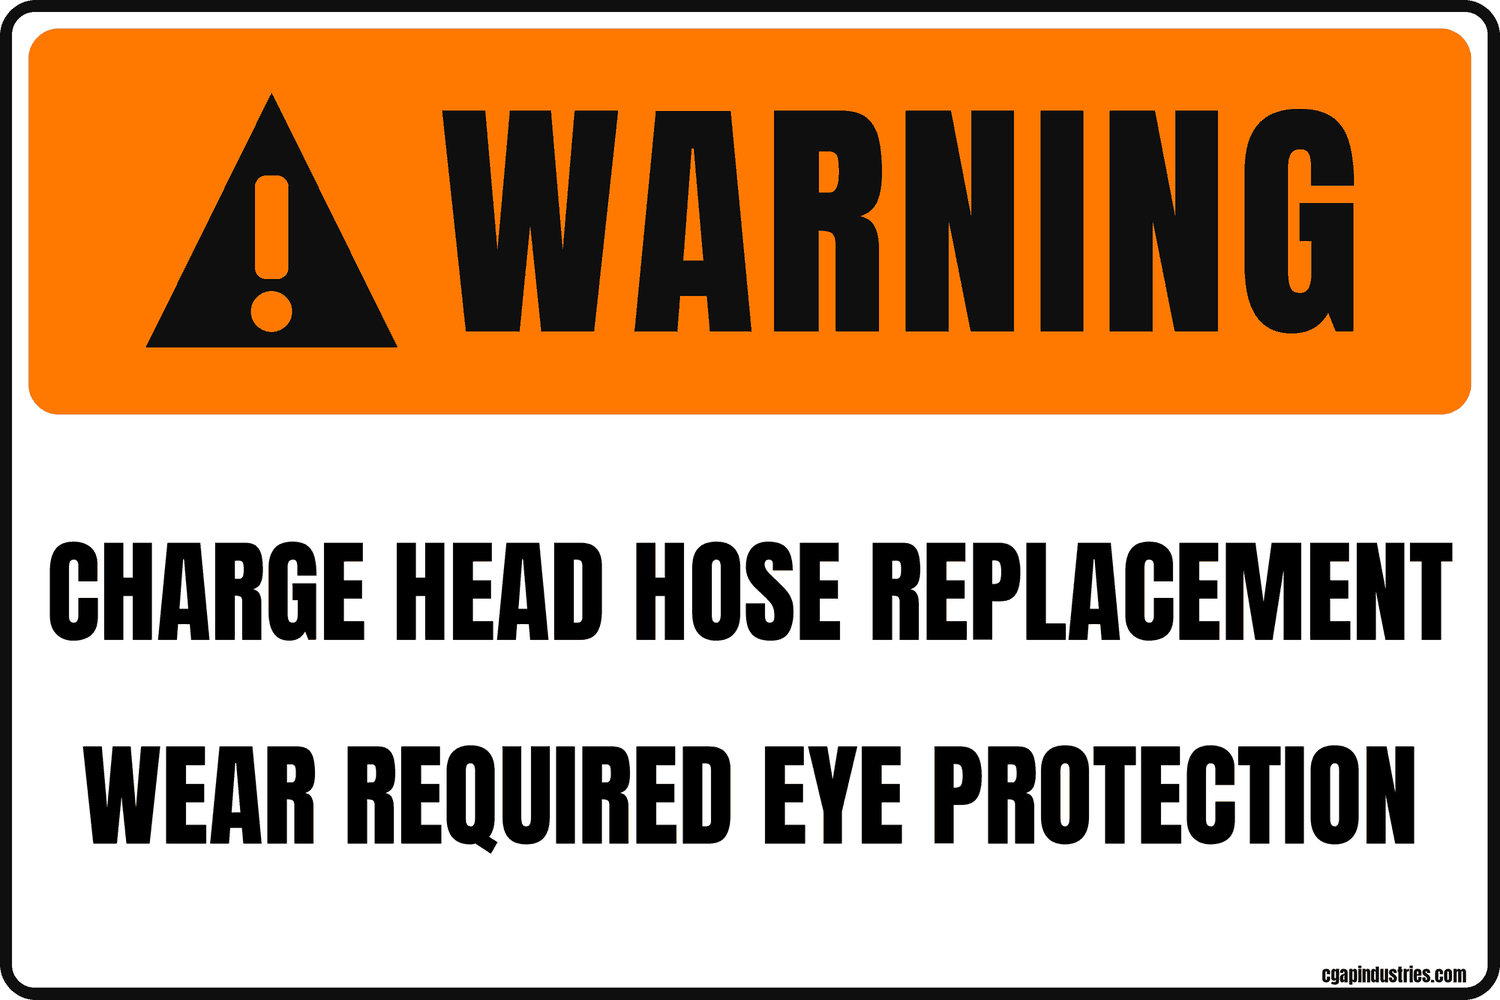 WARNING
CHARGE HEAD HOSE REPLACEMENT
WEAR REQUIRED EYE PROTECTION
cgapindustries.com